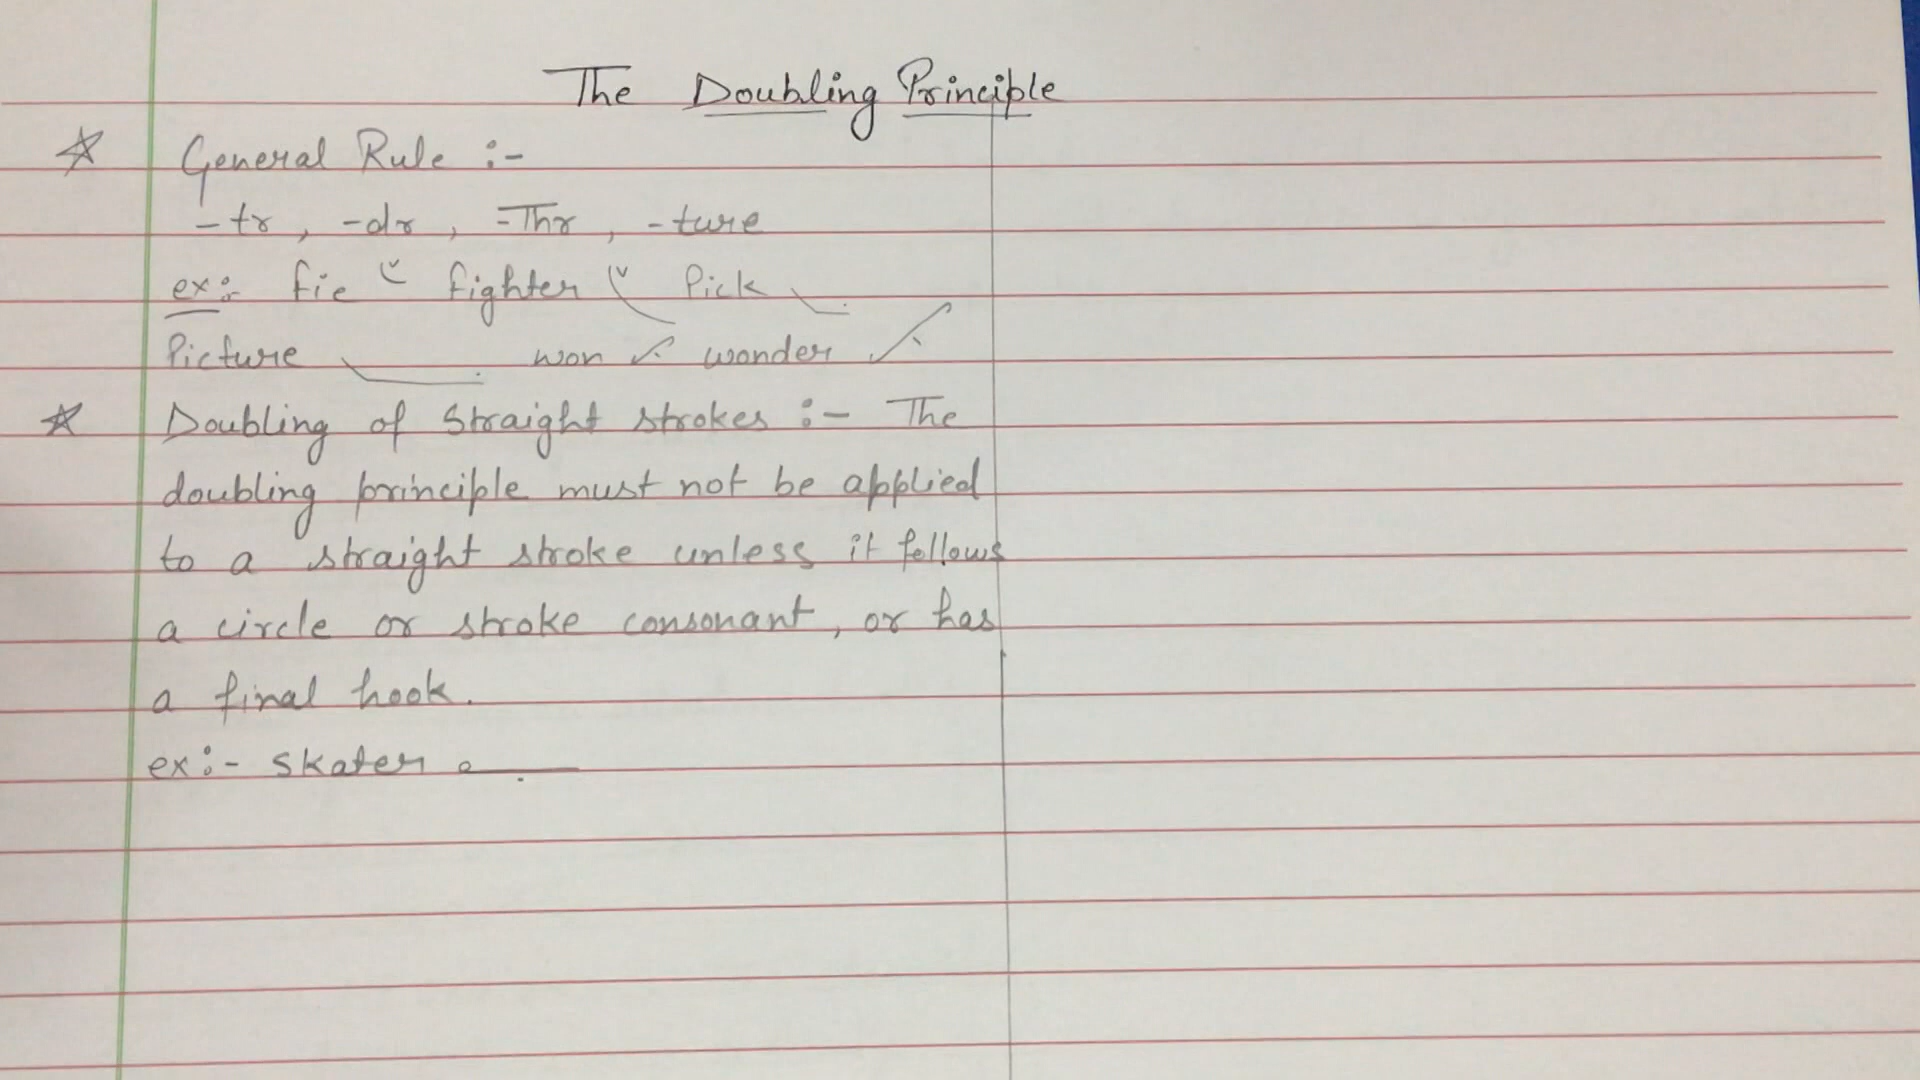 The Doubling Principle
General Rule :-
- tr, -dr, -Thr, -ture
ex:- fie fighter Pick
Picture won wonder
Doubling of Straight strokes :- The
doubling principle must not be applied
to a straight stroke unless it follows
a circle or stroke consonant, or has
a final hook.
ex:- skater